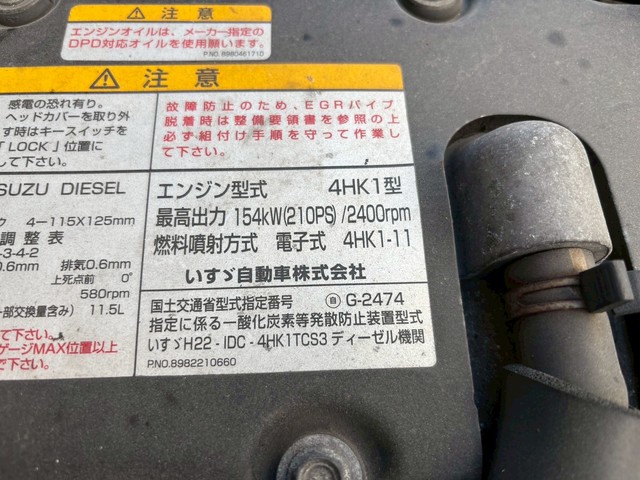 注意
エンジンオイルは、メーカー指定の
DPD対応オイルを使用願います。
P.NO. 8980461710
注意
感電の恐れ有り。
ヘッドカバーを取り外
す時はキースイッチを
「LOCK」位置に
して下さい。
故障防止のため、EGRパイプ
脱着時は整備要領書を参照の上
必ず組付け手順を守って作業し
て下さい。
SUZU DIESEL
4-115X125mm
調整表
-3-4-2
0.6mm 排気0.6mm
上死点前 0°
580rpm
部交換量含み) 11.5L
て下さい。
ゲージMAX位置以上
で下さい。
エンジン型式 4HK1型
最高出力 154kW(210PS)/2400rpm
燃料噴射方式 電子式 4HK1-11
いすゞ自動車株式会社
国土交通省型式指定番号 自 G-2474
指定に係る一酸化炭素等発散防止装置型式
いすゞH22-IDC-4HK1TCS3 ディーゼル機関
P.NO.8982210660